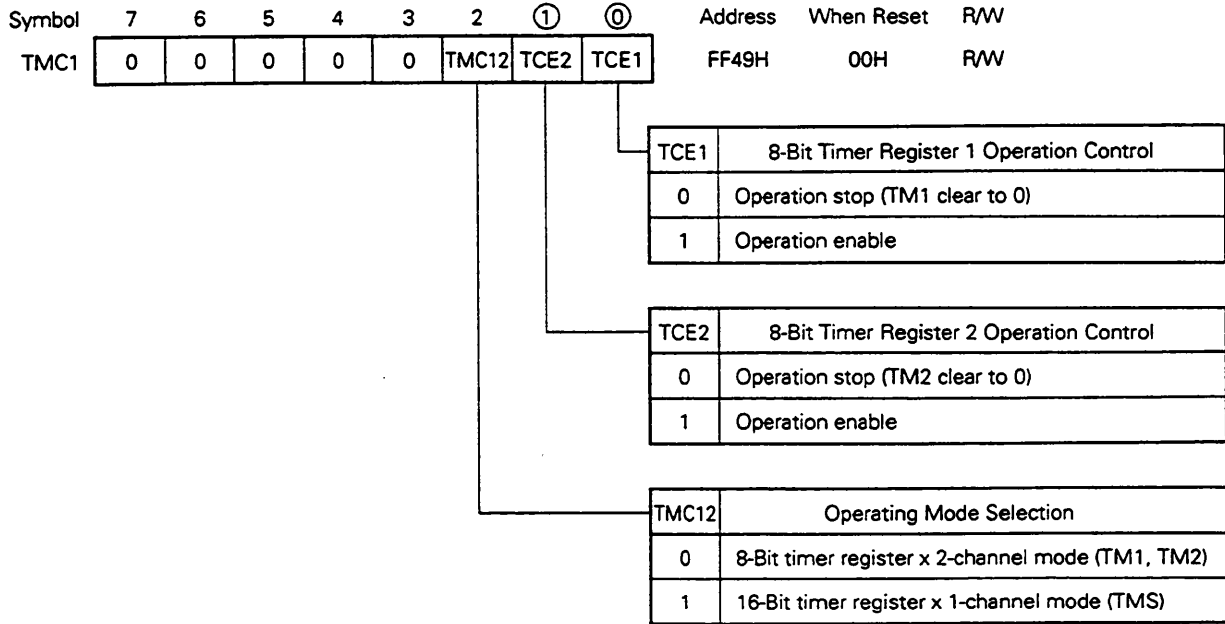 Symbol 7 6 5 4 3 2 ① ⓪ Address When Reset R/W
TMC1 0 0 0 0 0 TMC12 TCE2 TCE1 FF49H 00H R/W
TCE1 8-Bit Timer Register 1 Operation Control
0 Operation stop (TM1 clear to 0)
1 Operation enable
TCE2 8-Bit Timer Register 2 Operation Control
0 Operation stop (TM2 clear to 0)
1 Operation enable
TMC12 Operating Mode Selection
0 8-Bit timer register x 2-channel mode (TM1, TM2)
1 16-Bit timer register x 1-channel mode (TMS)